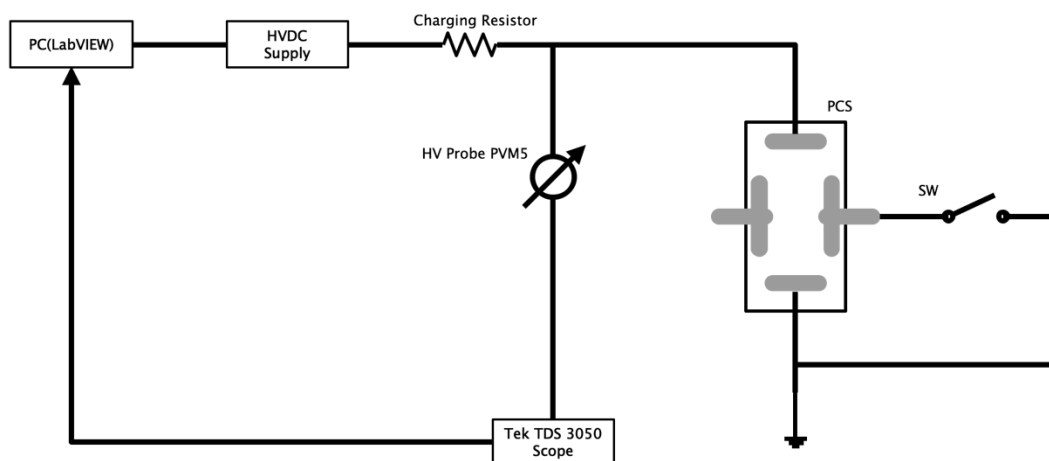 Charging Resistor
PC(LabVIEW)
HVDC
Supply
PCS
HV Probe PVM5
SW
Tek TDS 3050
Scope